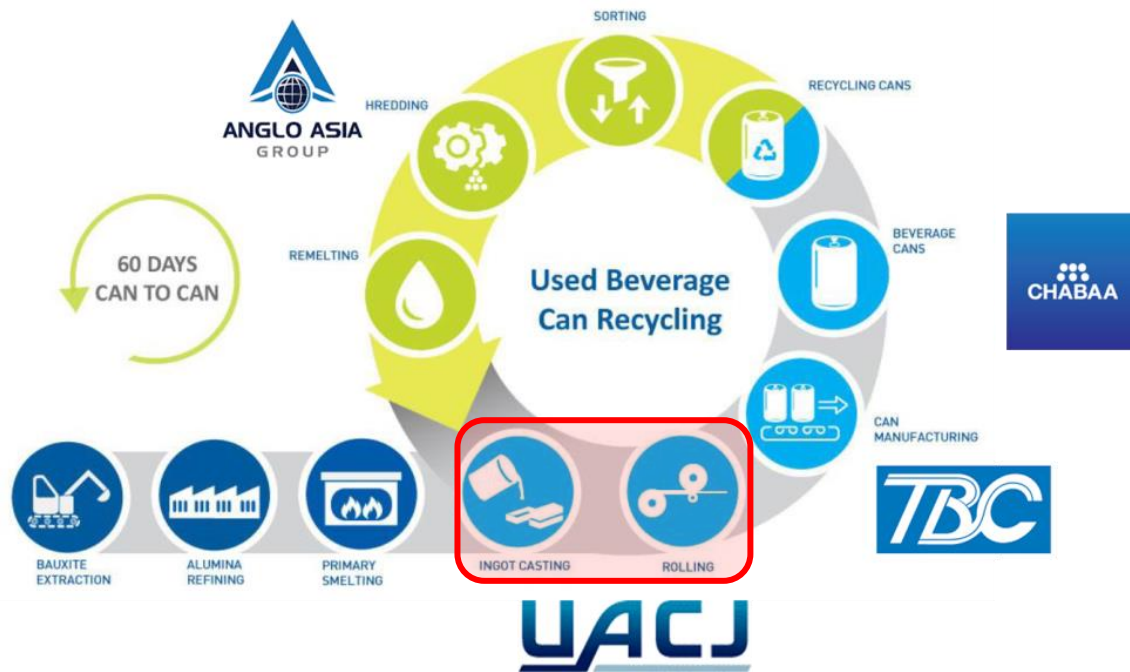 SORTING
ANGLO ASIA
GROUP
HREDDING
RECYCLING CANS
60 DAYS
CAN TO CAN
REMELTING
Used Beverage
Can Recycling
BEVERAGE
CANS
CHABAA
CAN
MANUFACTURING
TBC
BAUXITE
EXTRACTION
ALUMINA
REFINING
PRIMARY
SMELTING
INGOT CASTING
ROLLING
UACJ